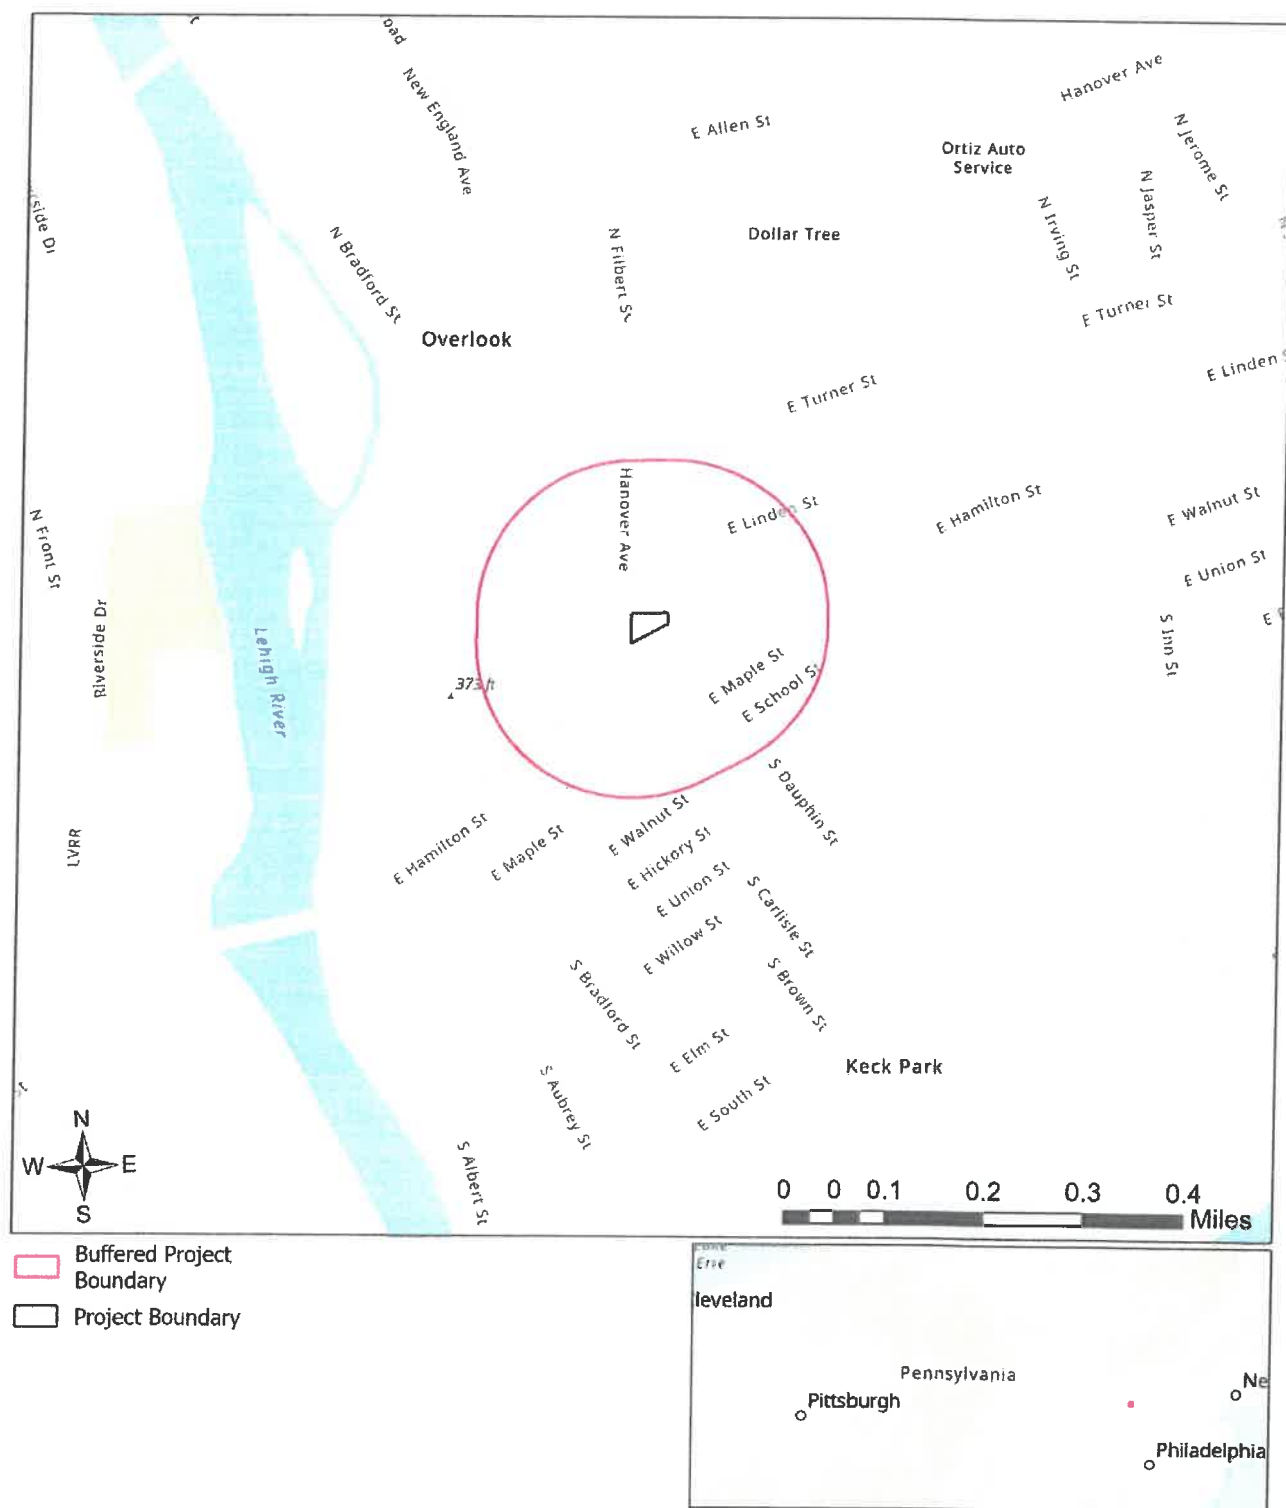 oad
New England Ave
Hanover Ave
N Jerome St
E Allen St
Ortiz Auto
Service
N Jasper St
N Irving St
N Bradford St
N Filbert St
Dollar Tree
E Turner St
Overlook
E Linden
E Turner St
Hanover Ave
E Linden St
E Hamilton St
E Walnut St
N Front St
E Union St
Riverside Dr
Lehigh River
S Inn St
E
373 ft
E Maple St
E School St
S Dauphin St
LVRR
E Hamilton St
E Maple St
E Walnut St
E Hickory St
E Union St
S Carlisle St
E Willow St
S Bradford St
S Brown St
E Elm St
Keck Park
S Aubrey St
E South St
S Albert St
N
W E
S
0 0 0.1 0.2 0.3 0.4
Miles
Buffered Project
Boundary
Project Boundary
Erie
leveland
Pennsylvania
Pittsburgh
Ne
Philadelphia